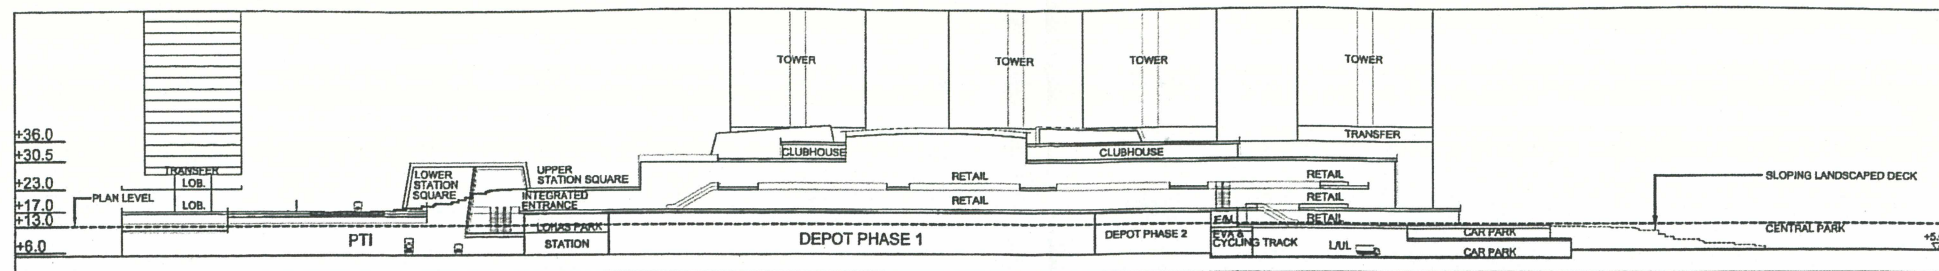 TOWER
TOWER
TOWER
TOWER
+36.0
TRANSFER
CLUBHOUSE
CLUBHOUSE
+30.5
TRANSFER
LOWER
STATION
SQUARE
UPPER
STATION SQUARE
RETAIL
RETAIL
SLOPING LANDSCAPED DECK
LOB.
+23.0
PLAN LEVEL
INTEGRATED
ENTRANCE
RETAIL
RETAIL
LOB.
+17.0
+13.0
E/M
RETAIL
LOHAS PARK
STATION
PTI
DEPOT PHASE 1
DEPOT PHASE 2
EVA &
CYCLING TRACK
L/UL
CAR PARK
CAR PARK
CENTRAL PARK
+6.0